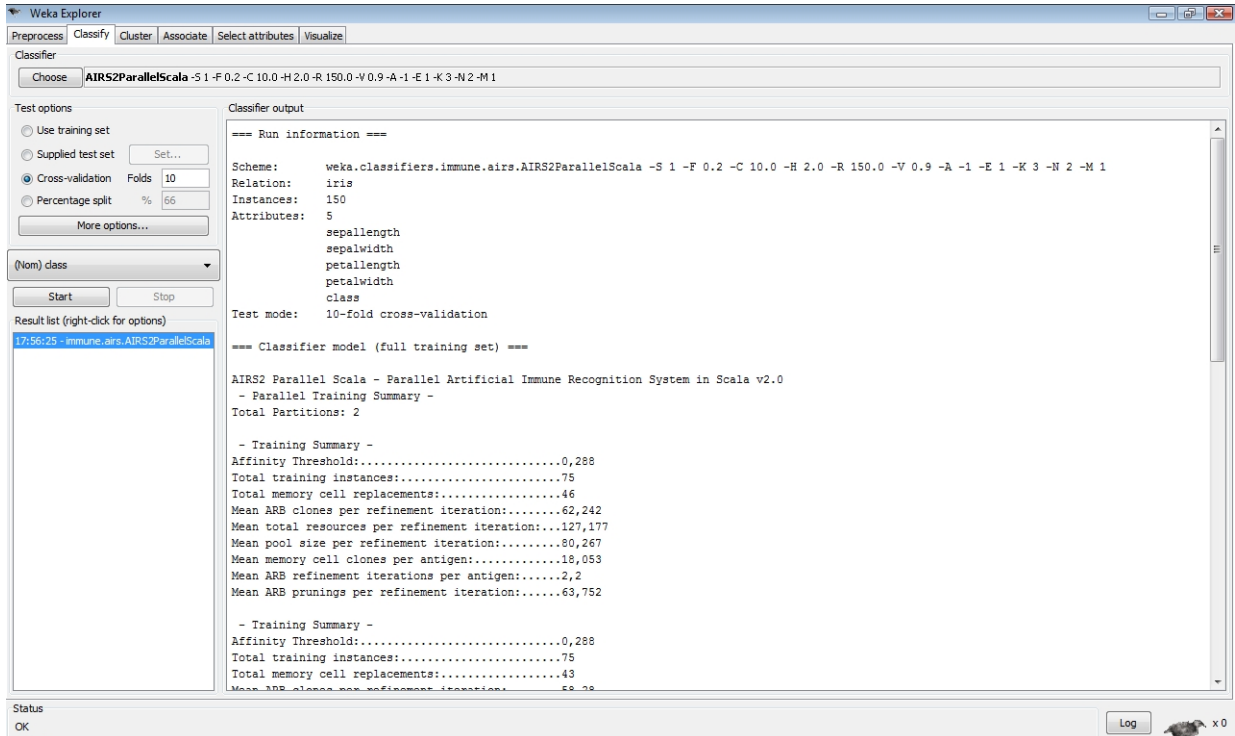 Weka Explorer
Preprocess Classify Cluster Associate Select attributes Visualize
Classifier
Choose AIRS2ParallelScala -S 1 -F 0.2 -C 10.0 -H 2.0 -R 150.0 -V 0.9 -A -1 -E 1 -K 3 -N 2 -M 1
Test options
Use training set
Supplied test set Set...
Cross-validation Folds 10
Percentage split % 66
More options...
(Nom) class
Start Stop
Result list (right-click for options)
17:56:25 - immune.airs.AIRS2ParallelScala
Classifier output
=== Run information ===
Scheme: weka.classifiers.immune.airs.AIRS2ParallelScala -S 1 -F 0.2 -C 10.0 -H 2.0 -R 150.0 -V 0.9 -A -1 -E 1 -K 3 -N 2 -M 1
Relation: iris
Instances: 150
Attributes: 5
sepallength
sepalwidth
petallength
petalwidth
class
Test mode: 10-fold cross-validation
=== Classifier model (full training set) ===
AIRS2 Parallel Scala - Parallel Artificial Immune Recognition System in Scala v2.0
- Parallel Training Summary -
Total Partitions: 2
- Training Summary -
Affinity Threshold:..............................0,288
Total training instances:........................75
Total memory cell replacements:..................46
Mean ARB clones per refinement iteration:........62,242
Mean total resources per refinement iteration:...127,177
Mean pool size per refinement iteration:.........80,267
Mean memory cell clones per antigen:.............18,053
Mean ARB refinement iterations per antigen:......2,2
Mean ARB prunings per refinement iteration:......63,752
- Training Summary -
Affinity Threshold:..............................0,288
Total training instances:........................75
Total memory cell replacements:..................43
Mean ARB clones per refinement iteration:........58,28
Status
OK
Log x 0